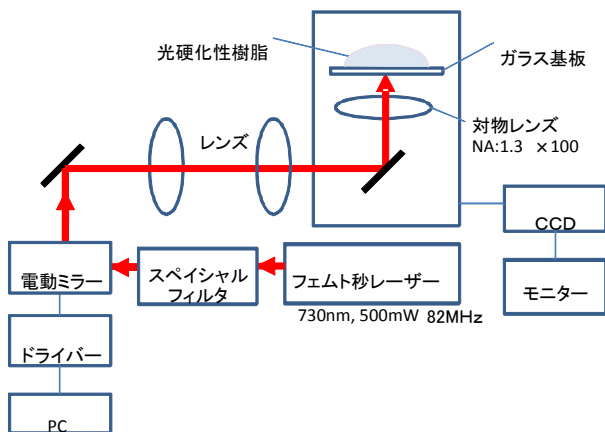 光硬化性樹脂
ガラス基板
レンズ
対物レンズ
NA:1.3 ×100
CCD
モニター
電動ミラー
スペイシャル
フィルタ
フェムト秒レーザー
730nm, 500mW 82MHz
ドライバー
PC